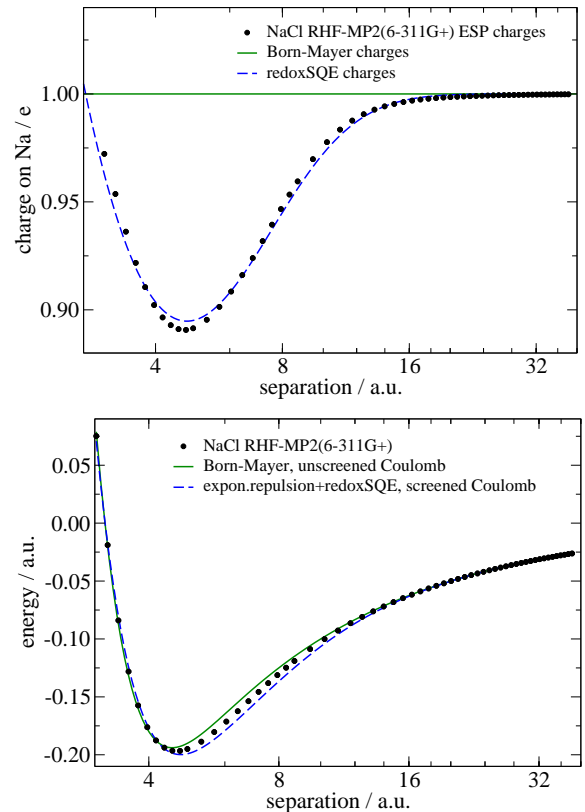 NaCl RHF-MP2(6-311G+) ESP charges
Born-Mayer charges
redoxSQE charges
1.00
0.95
0.90
charge on Na / e
4 8 16 32
separation / a.u.
NaCl RHF-MP2(6-311G+)
Born-Mayer, unscreened Coulomb
expon.repulsion+redoxSQE, screened Coulomb
0.05
0.00
-0.05
-0.10
-0.15
-0.20
energy / a.u.
4 8 16 32
separation / a.u.